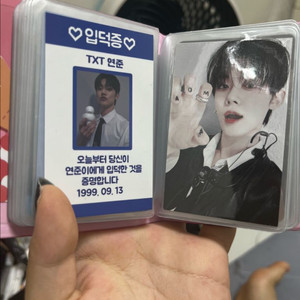 ♡입덕증♡
TXT 연준
오늘부터 당신이
연준이에게 입덕한 것을
증명합니다
1999. 09. 13